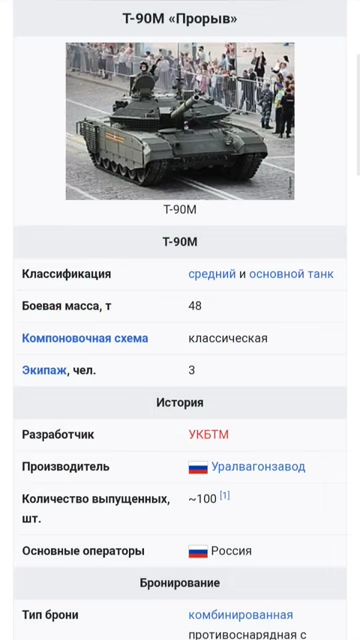 Т-90М «Прорыв»
Т-90М
Т-90М
Классификация средний и основной танк
Боевая масса, т 48
Компоновочная схема классическая
Экипаж, чел. 3
История
Разработчик УКБТМ
Производитель Уралвагонзавод
Количество выпущенных, ~100 [1]
шт.
Основные операторы Россия
Бронирование
Тип брони комбинированная
противоснарядная с